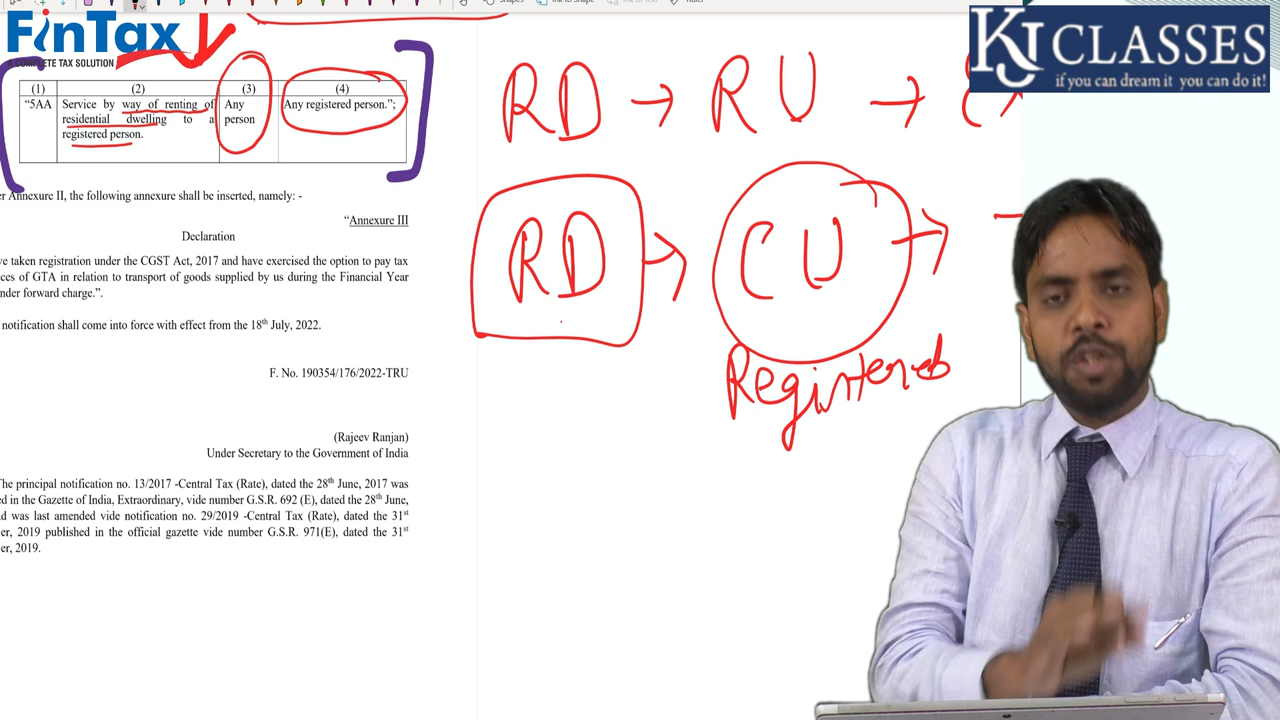 FinTax
A COMPLETE TAX SOLUTION
KJ CLASSES
if you can dream it you can do it!
(1) (2) (3) (4)
“5AA Service by way of renting of residential dwelling to a registered person. Any person Any registered person.”;
er Annexure II, the following annexure shall be inserted, namely: -
“Annexure III
Declaration
ve taken registration under the CGST Act, 2017 and have exercised the option to pay tax
ces of GTA in relation to transport of goods supplied by us during the Financial Year
nder forward charge.”.
notification shall come into force with effect from the 18th July, 2022.
F. No. 190354/176/2022-TRU
(Rajeev Ranjan)
Under Secretary to the Government of India
The principal notification no. 13/2017 -Central Tax (Rate), dated the 28th June, 2017 was
ed in the Gazette of India, Extraordinary, vide number G.S.R. 692 (E), dated the 28th June,
d was last amended vide notification no. 29/2019 -Central Tax (Rate), dated the 31st
er, 2019 published in the official gazette vide number G.S.R. 971(E), dated the 31st
er, 2019.
RD → RU →
RD → CU →
Registered